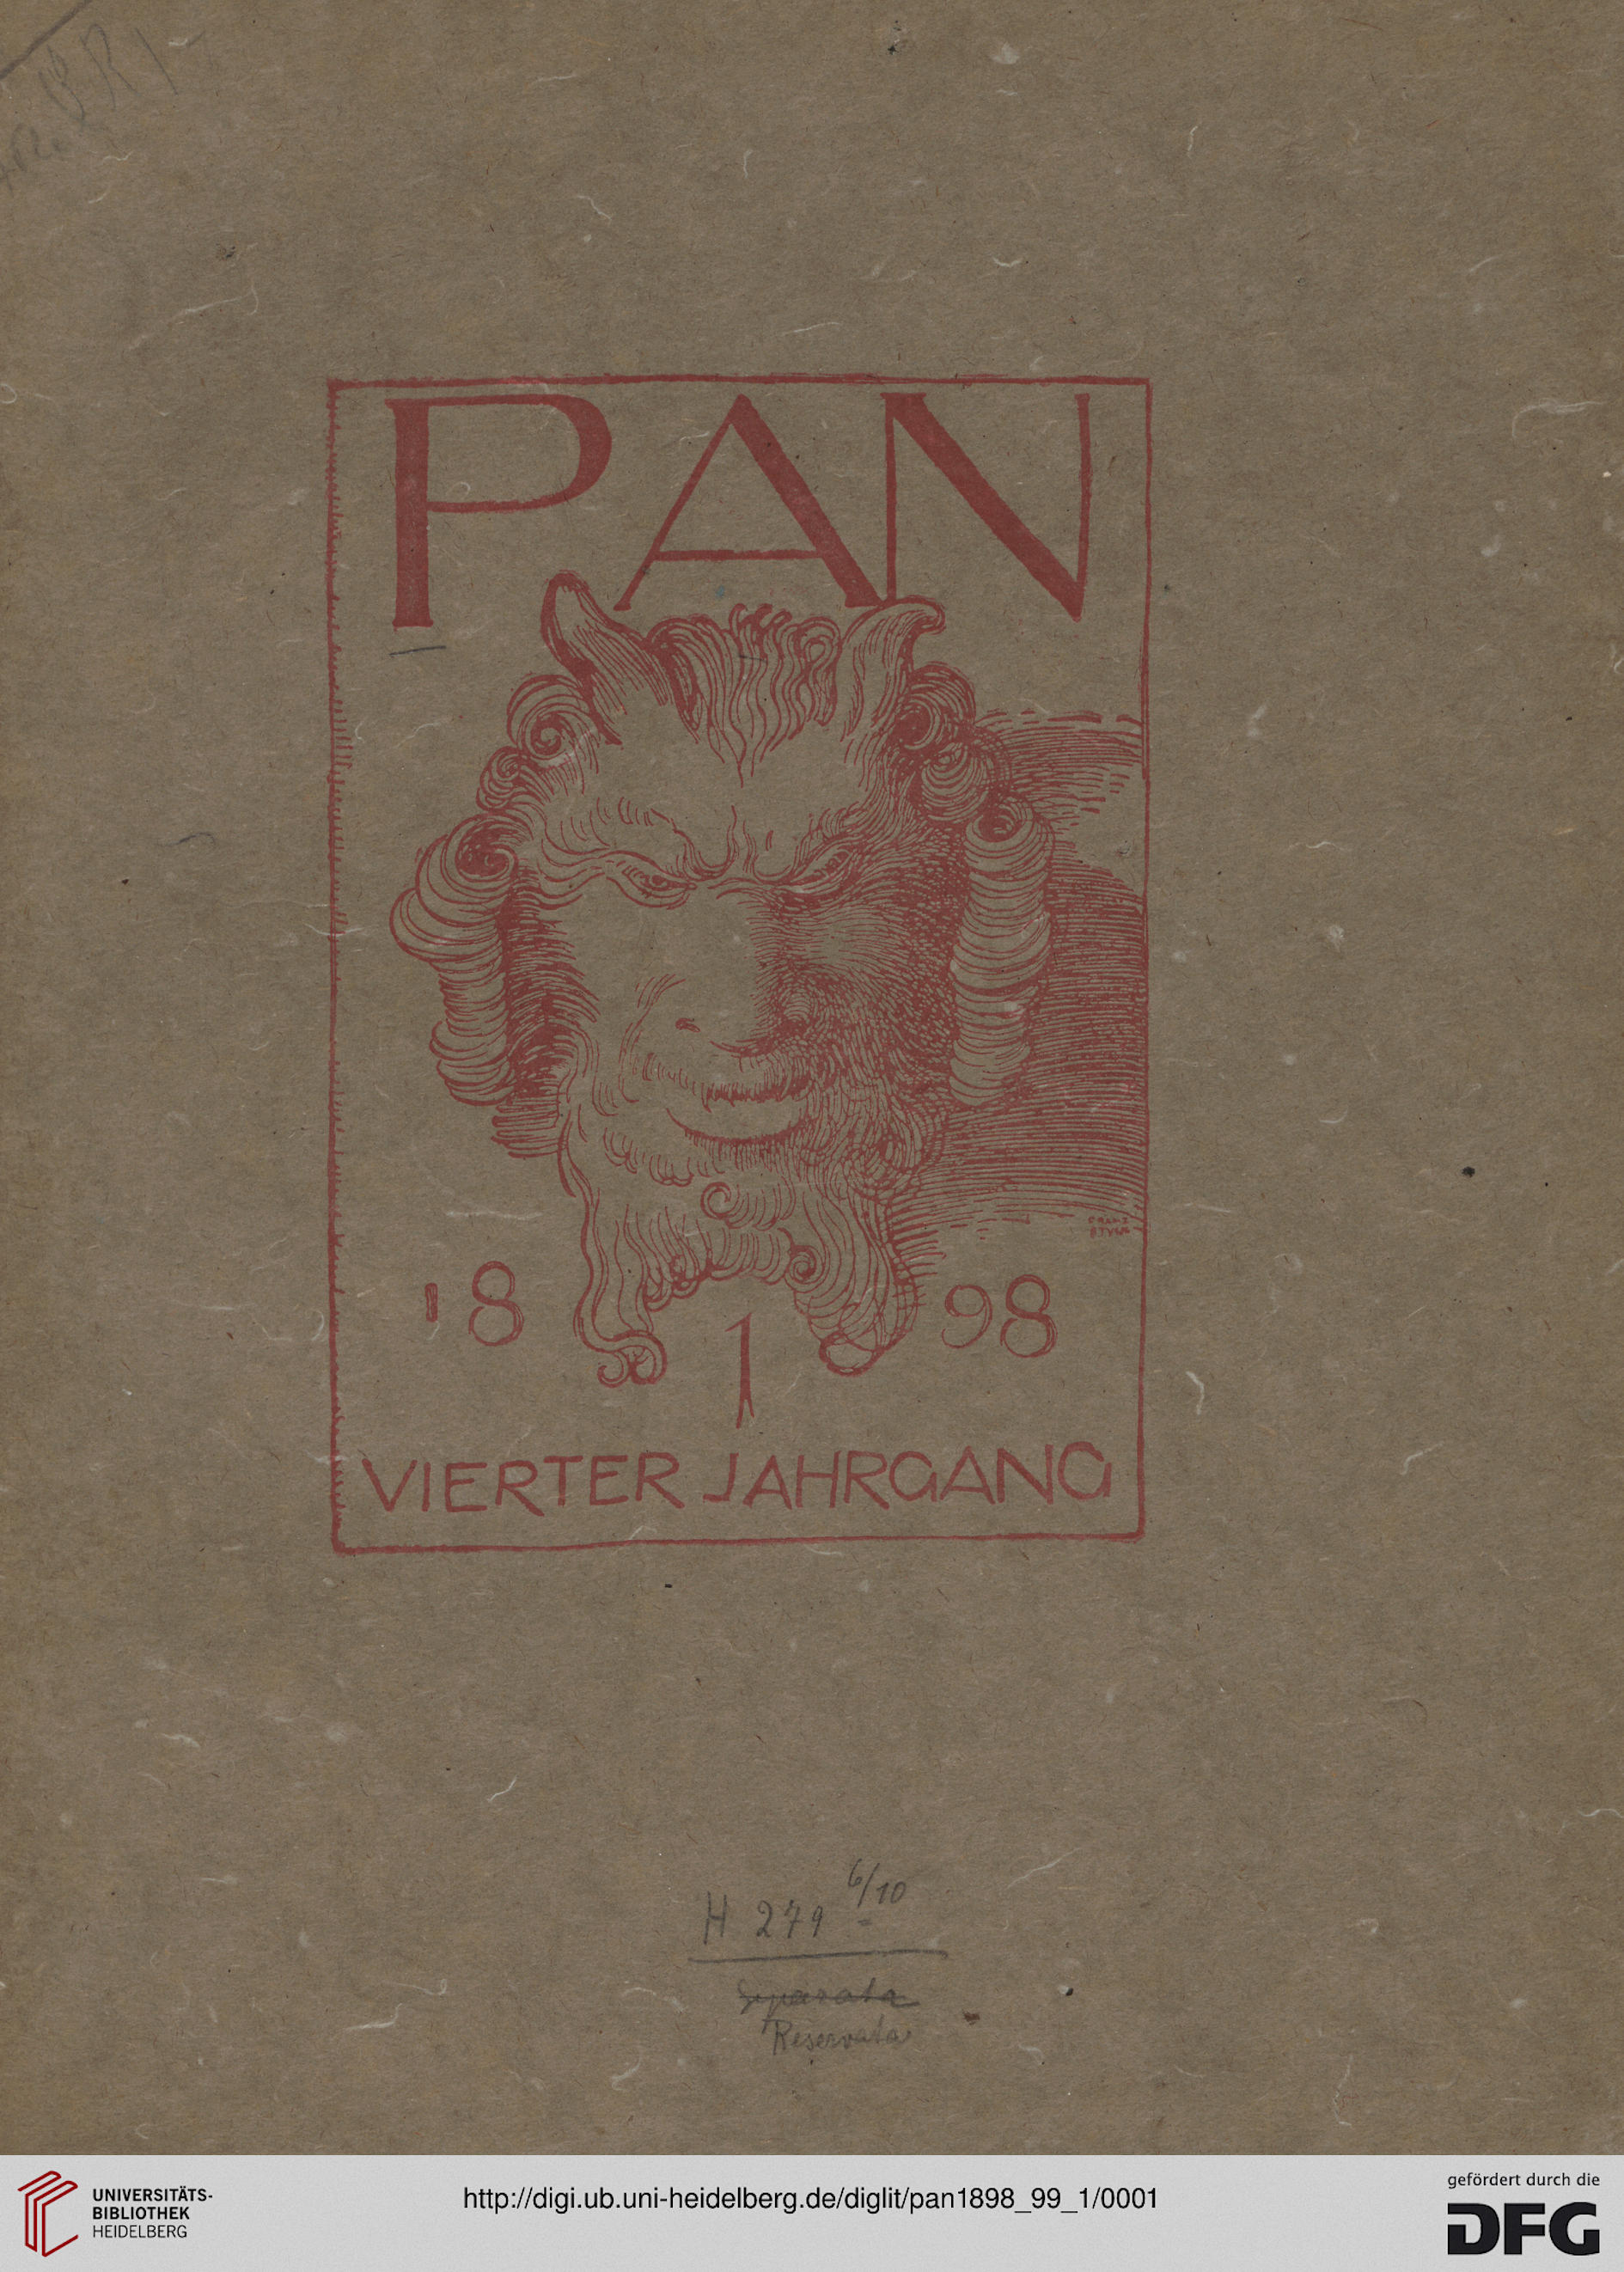 PAN
FRANZ
STVCK
18 98
1
VIERTER JAHRGANG
H 279 6/10
Separata
Reservata
UNIVERSITÄTS-
BIBLIOTHEK
HEIDELBERG
http://digi.ub.uni-heidelberg.de/diglit/pan1898_99_1/0001
gefördert durch die
DFG